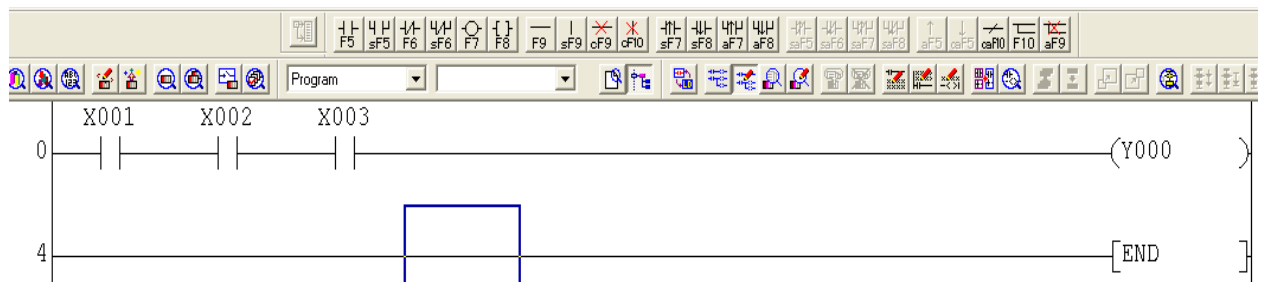 F5 sF5 F6 sF6 F7 F8 F9 sF9 cF9 cF10 sF7 sF8 aF7 aF8 saF5 saF6 saF7 saF8 aF5 caF5 caF10 F10 aF9
Program
X001 X002 X003
0 (Y000 )
4 [END ]